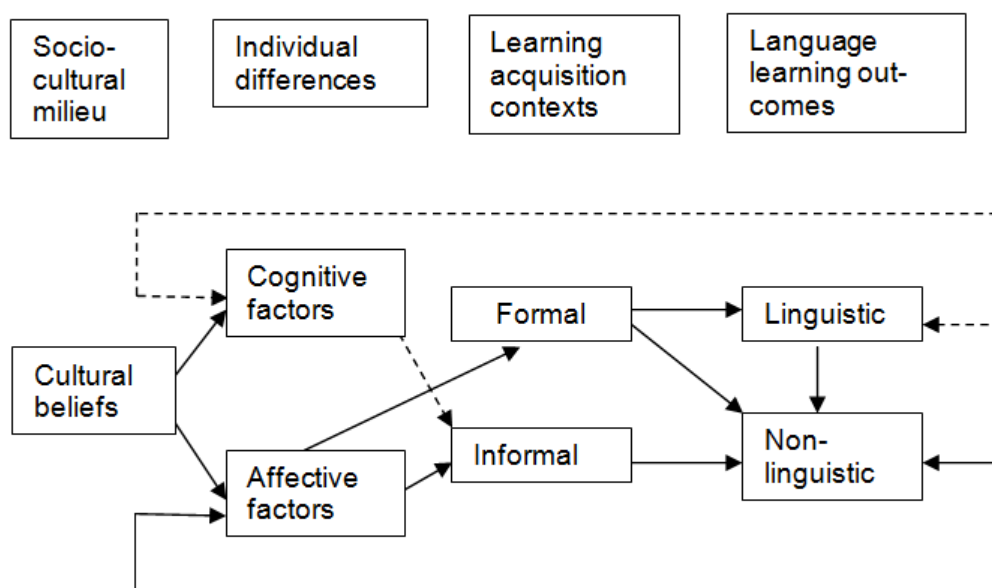 Socio-
cultural
milieu
Individual
differences
Learning
acquisition
contexts
Language
learning out-
comes
Cognitive
factors
Formal
Linguistic
Cultural
beliefs
Affective
factors
Informal
Non-
linguistic